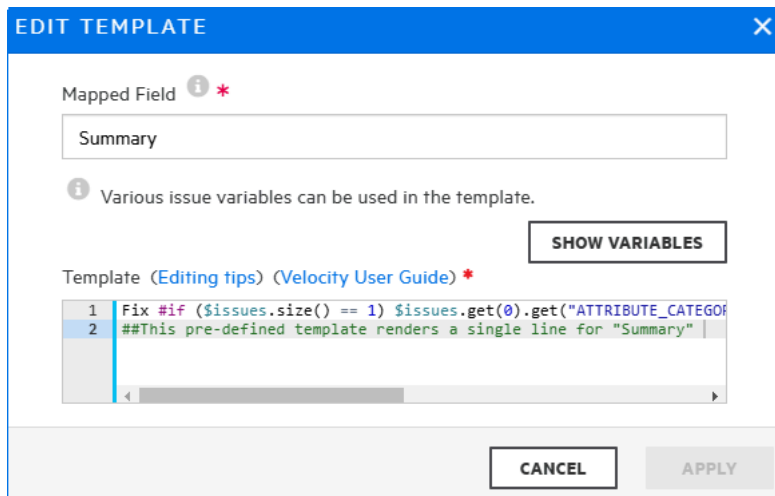 EDIT TEMPLATE
Mapped Field *
Summary
Various issue variables can be used in the template.
SHOW VARIABLES
Template (Editing tips) (Velocity User Guide) *
1 Fix #if ($issues.size() == 1) $issues.get(0).get("ATTRIBUTE_CATEGOR
2 ##This pre-defined template renders a single line for "Summary"
CANCEL
APPLY